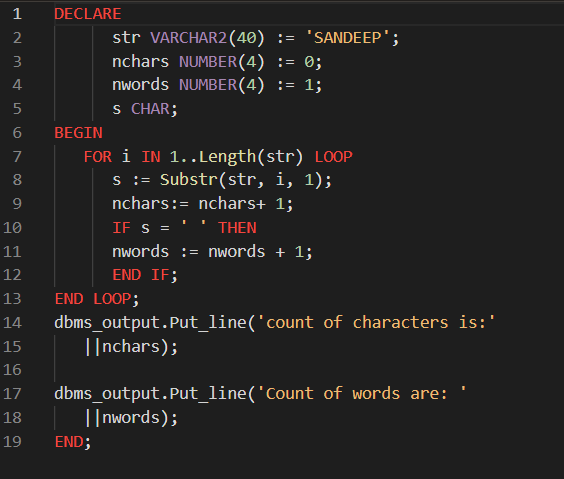 1 DECLARE
2 str VARCHAR2(40) := 'SANDEEP';
3 nchars NUMBER(4) := 0;
4 nwords NUMBER(4) := 1;
5 s CHAR;
6 BEGIN
7 FOR i IN 1..Length(str) LOOP
8 s := Substr(str, i, 1);
9 nchars:= nchars+ 1;
10 IF s = ' ' THEN
11 nwords := nwords + 1;
12 END IF;
13 END LOOP;
14 dbms_output.Put_line('count of characters is:'
15 ||nchars);
16
17 dbms_output.Put_line('Count of words are: '
18 ||nwords);
19 END;